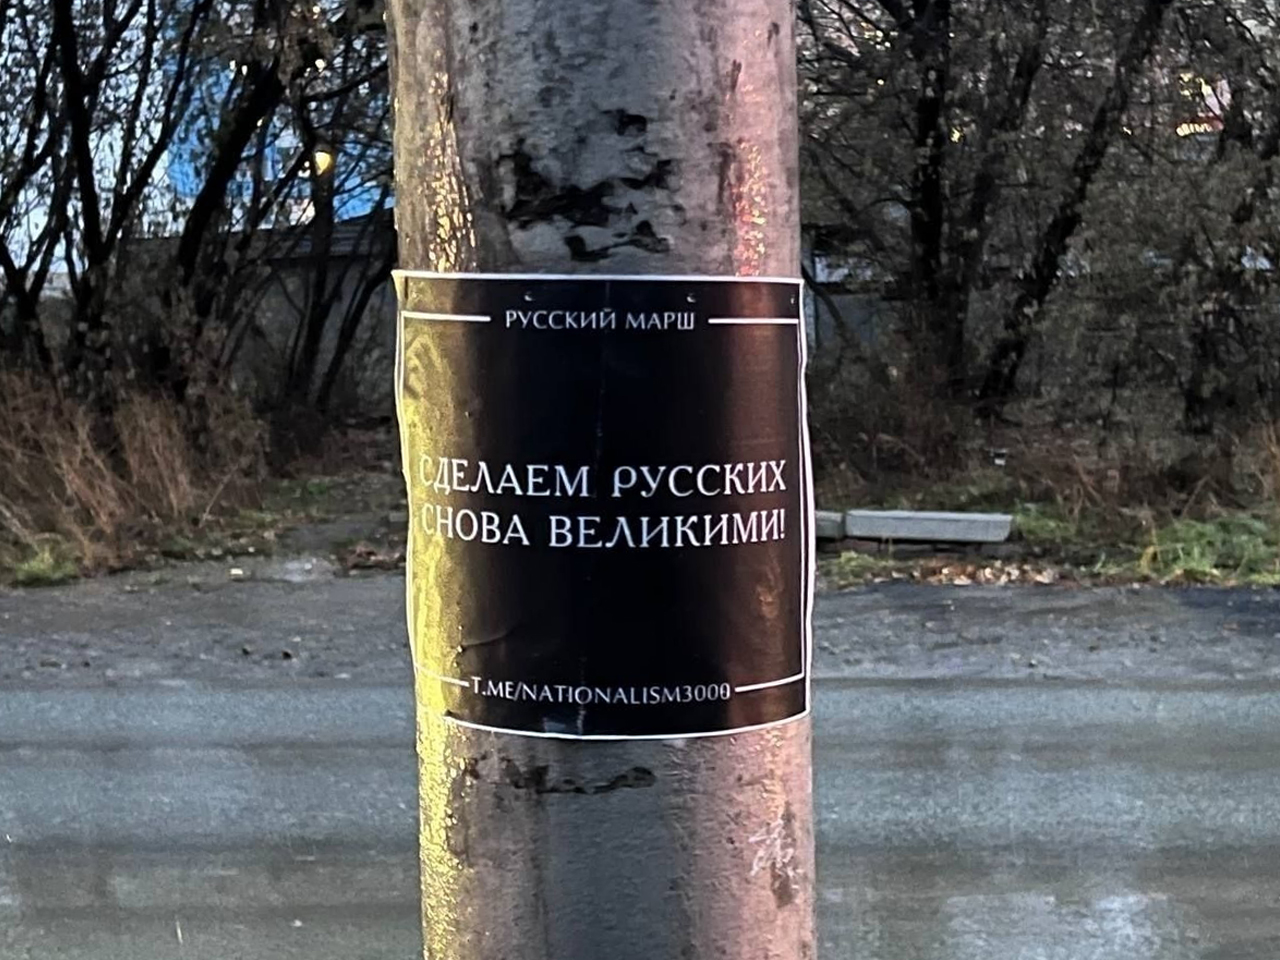 РУССКИЙ МАРШ
СДЕЛАЕМ РУССКИХ
СНОВА ВЕЛИКИМИ!
T.ME/NATIONALISM3000